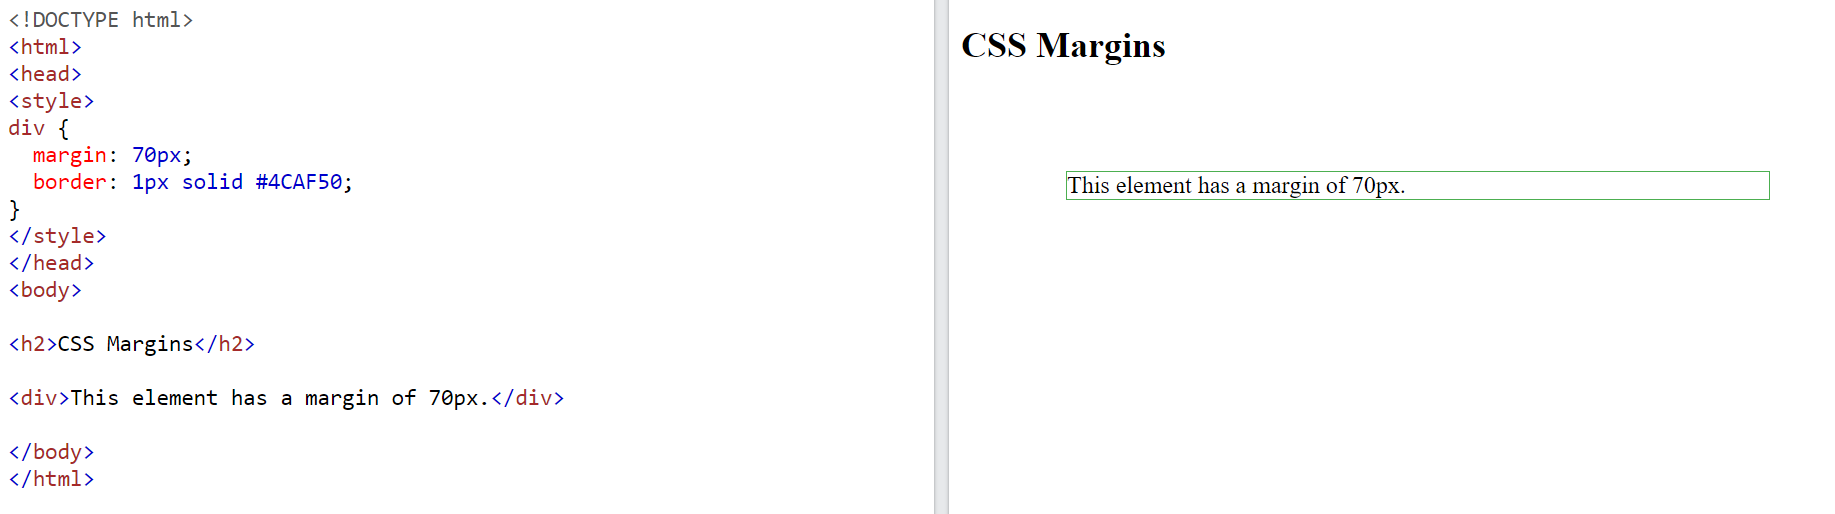 <!DOCTYPE html>
<html>
<head>
<style>
div {
  margin: 70px;
  border: 1px solid #4CAF50;
}
</style>
</head>
<body>

<h2>CSS Margins</h2>

<div>This element has a margin of 70px.</div>

</body>
</html>
CSS Margins
This element has a margin of 70px.